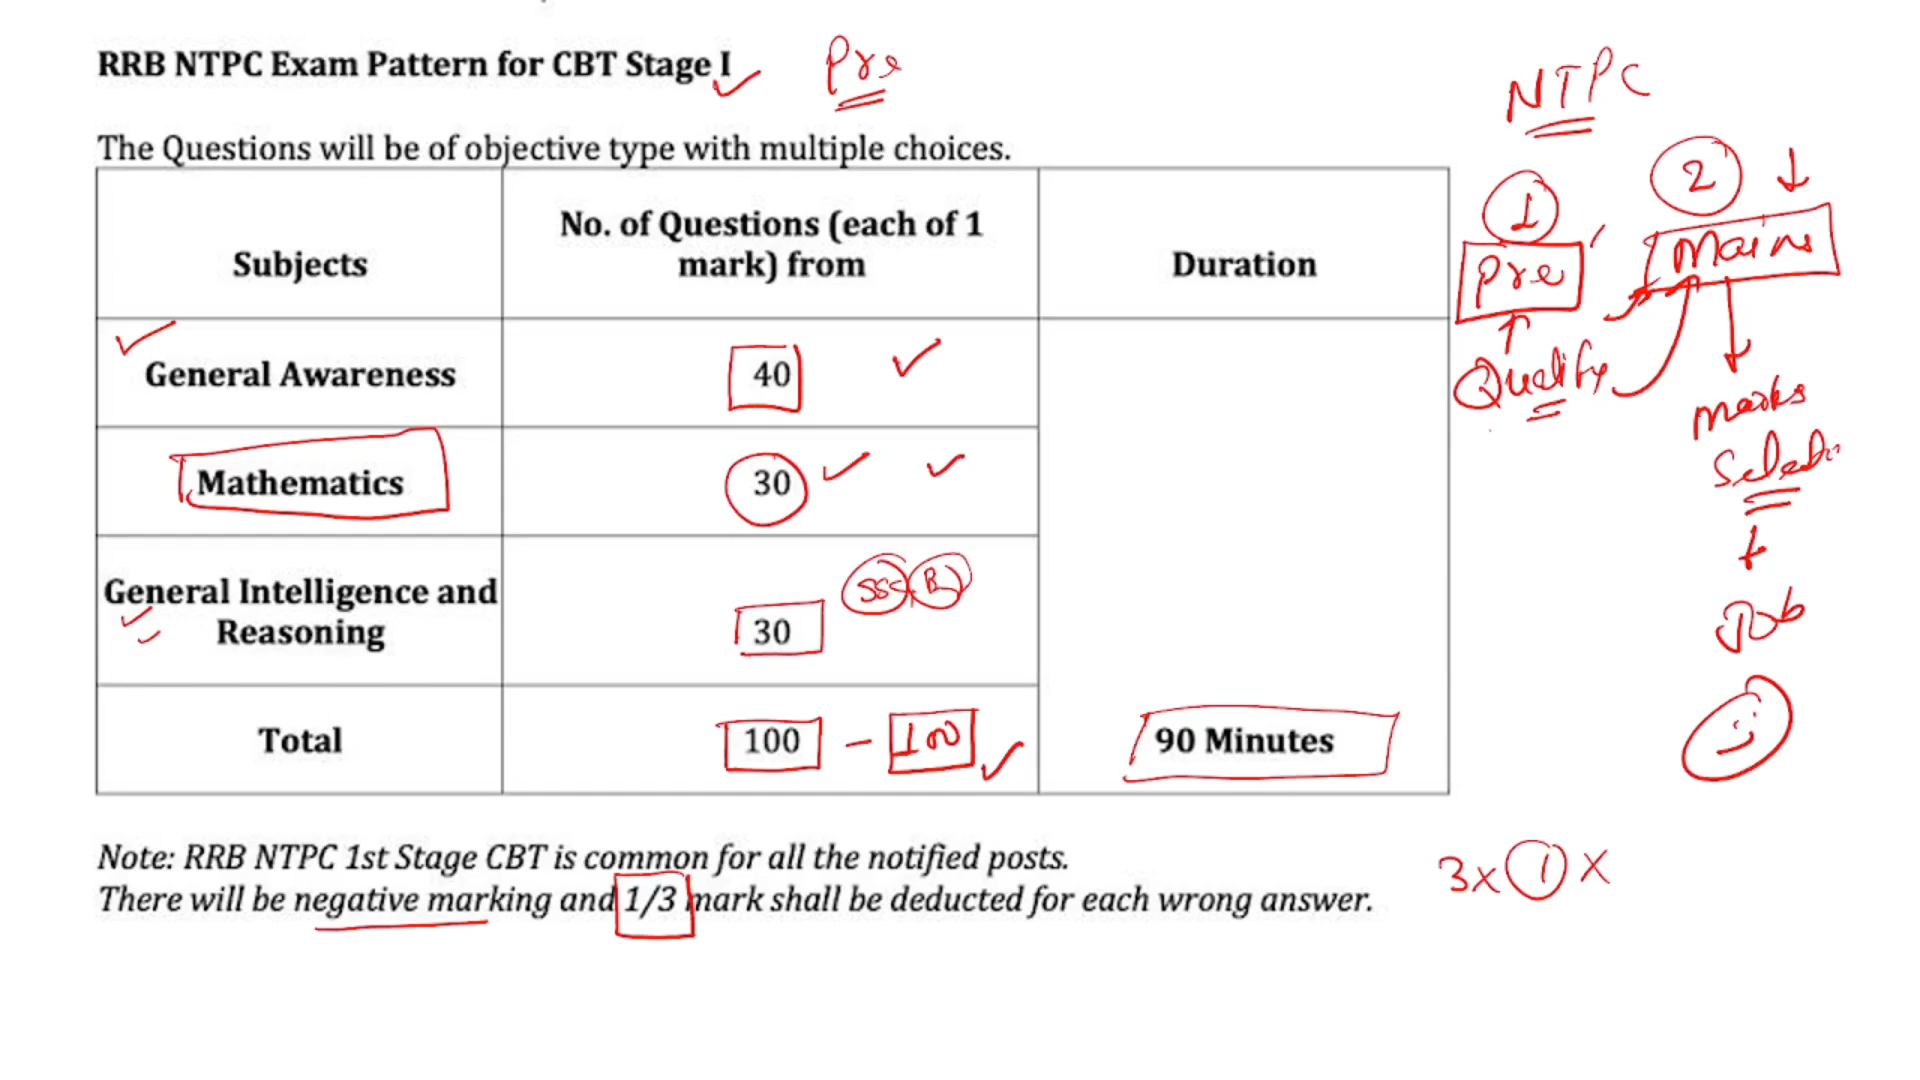 RRB NTPC Exam Pattern for CBT Stage I
Pre
The Questions will be of objective type with multiple choices.
Subjects
No. of Questions (each of 1
mark) from
Duration
General Awareness
40
Mathematics
30
General Intelligence and
Reasoning
30
SSC, B
Total
100 - 100
90 Minutes
Note: RRB NTPC 1st Stage CBT is common for all the notified posts.
There will be negative marking and 1/3 mark shall be deducted for each wrong answer.
NTPC
1
2
Pre
Mains
Qualify
marks
Job
3x 1 x